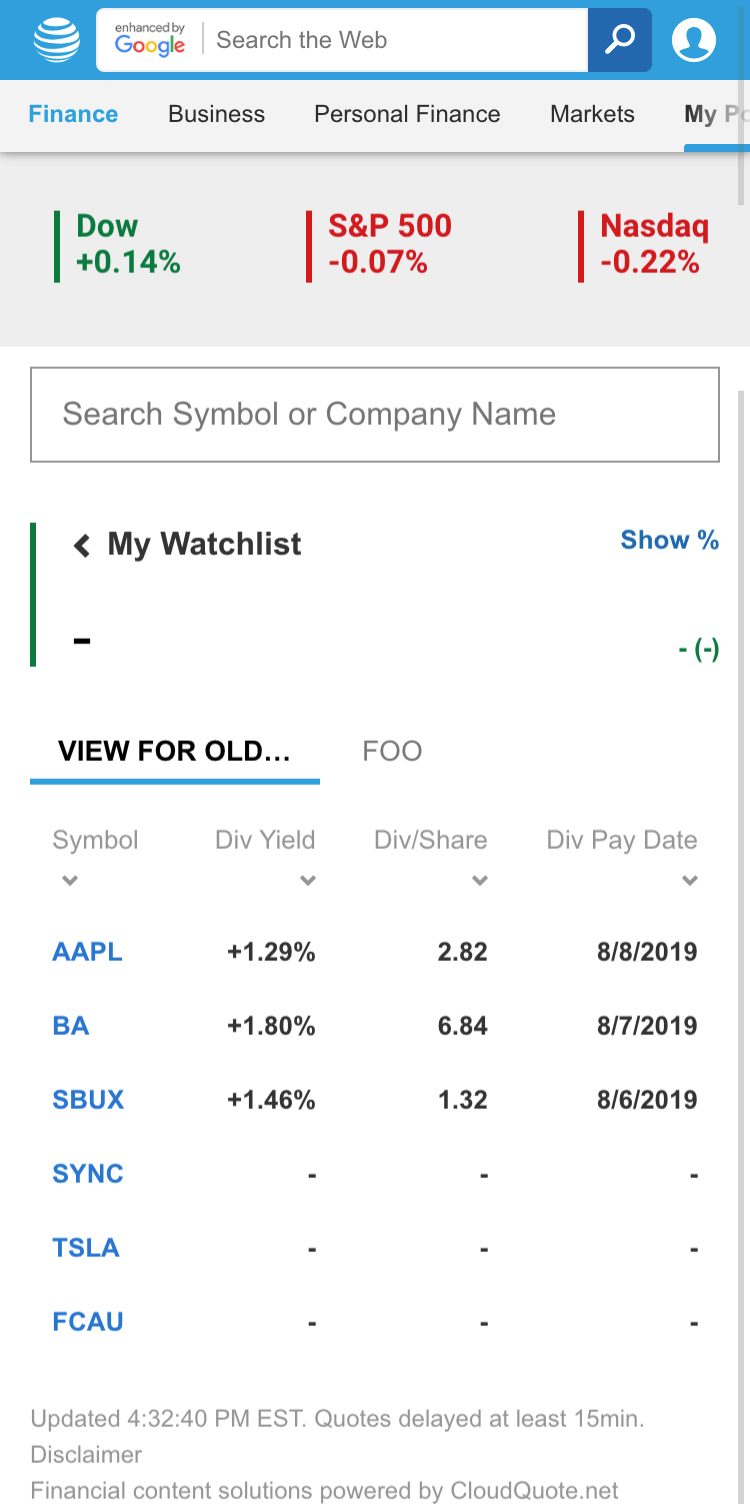 enhanced by
Google
Search the Web
Finance Business Personal Finance Markets My
Dow S&P 500 Nasdaq
+0.14% -0.07% -0.22%
Search Symbol or Company Name
My Watchlist Show %
-
- (-)
VIEW FOR OLD... FOO
Symbol Div Yield Div/Share Div Pay Date
AAPL +1.29% 2.82 8/8/2019
BA +1.80% 6.84 8/7/2019
SBUX +1.46% 1.32 8/6/2019
SYNC - - -
TSLA - - -
FCAU - - -
Updated 4:32:40 PM EST. Quotes delayed at least 15min.
Disclaimer
Financial content solutions powered by CloudQuote.net